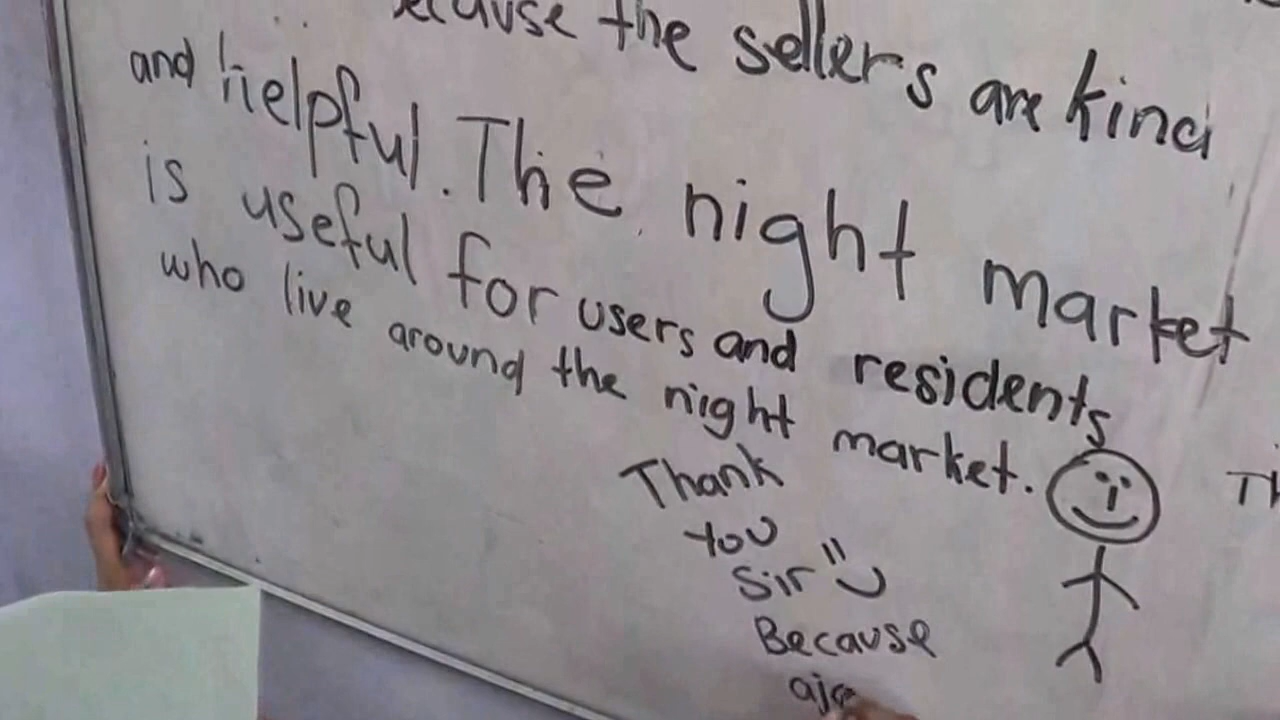 the sellers are kind
and helpful. The night market
is useful for users and residents
who live around the night market.
Thank
you
Sir
Because